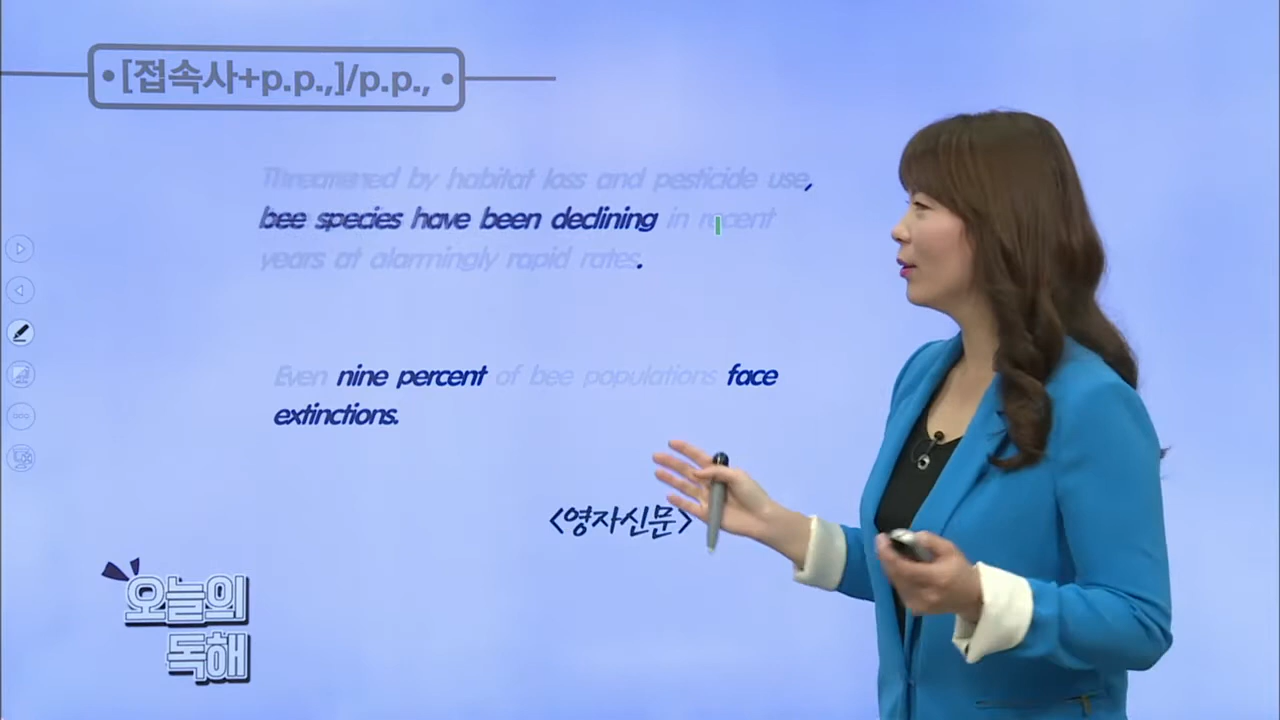 [접속사+p.p.,]/p.p.,
Threatened by habitat loss and pesticide use,
bee species have been declining in recent
years at alarmingly rapid rates.
Even nine percent of bee populations face
extinctions.
<영자신문>
오늘의
독해